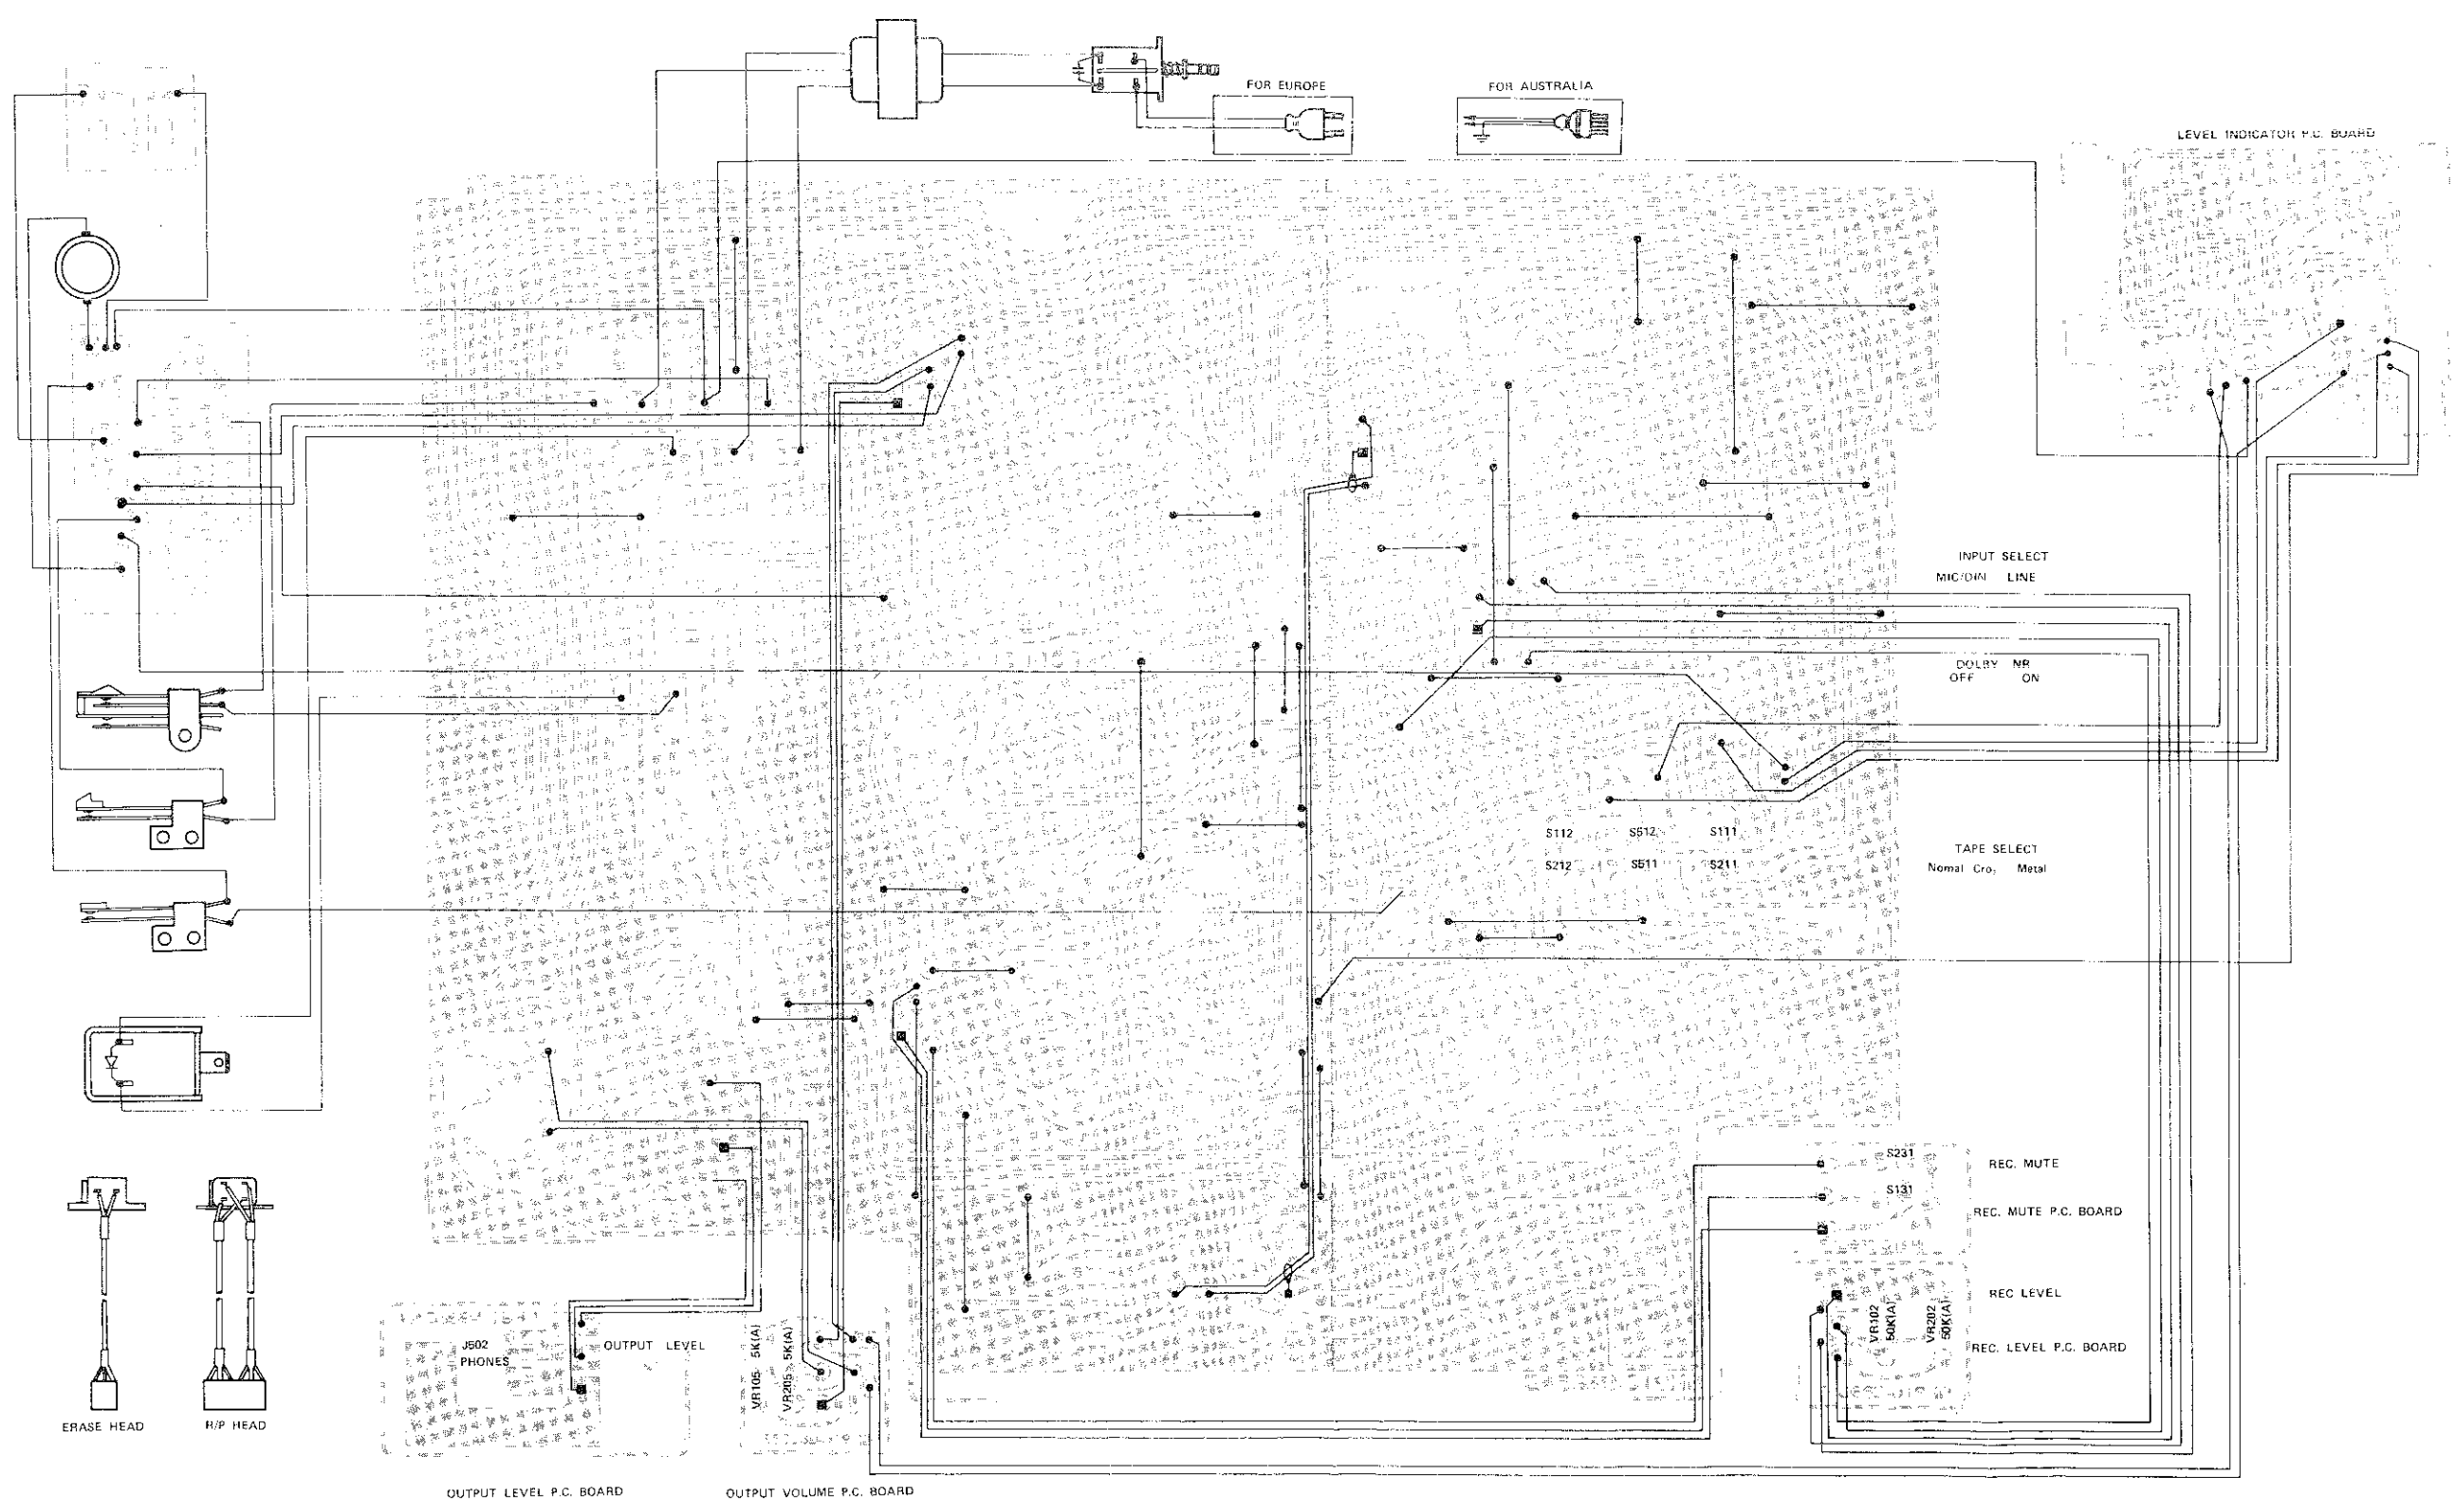 FOR EUROPE
FOR AUSTRALIA
LEVEL INDICATOR P.C. BOARD
INPUT SELECT
MIC/DIN LINE
DOLBY NR
OFF ON
S112 S512 S111
S212 S511 S211
TAPE SELECT
Nomal Cro₂ Metal
S231
REC. MUTE
S131
REC. MUTE P.C. BOARD
REC LEVEL
VR102
50K(A)
VR202
50K(A)
REC. LEVEL P.C. BOARD
J502
PHONES
OUTPUT LEVEL
VR105 5K(A)
VR205 5K(A)
ERASE HEAD
R/P HEAD
OUTPUT LEVEL P.C. BOARD
OUTPUT VOLUME P.C. BOARD